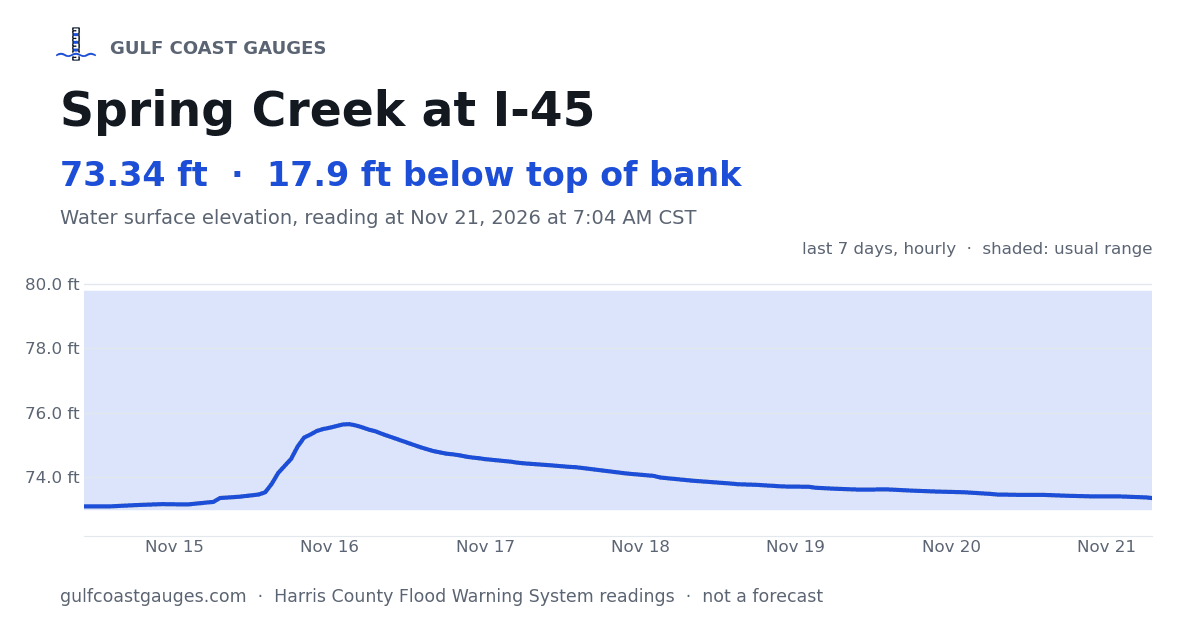 GULF COAST GAUGES
Spring Creek at I-45
73.34 ft · 17.9 ft below top of bank
Water surface elevation, reading at Nov 21, 2026 at 7:04 AM CST
last 7 days, hourly · shaded: usual range
80.0 ft
78.0 ft
76.0 ft
74.0 ft
Nov 15 Nov 16 Nov 17 Nov 18 Nov 19 Nov 20 Nov 21
gulfcoastgauges.com · Harris County Flood Warning System readings · not a forecast